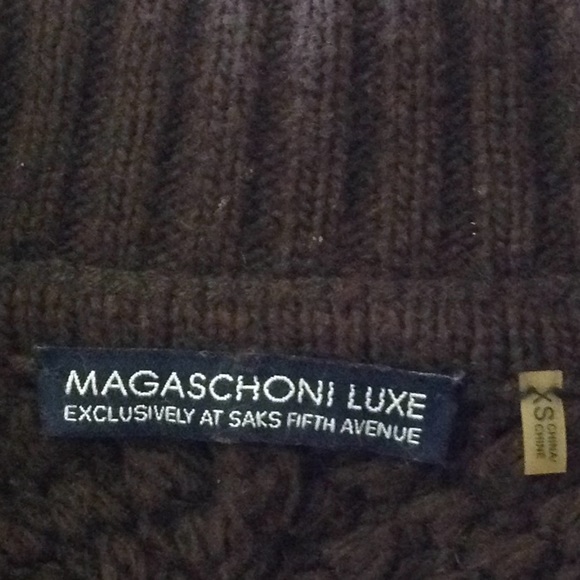 MAGASCHONI LUXE
EXCLUSIVELY AT SAKS FIFTH AVENUE
XS
CHINA/
CHINE